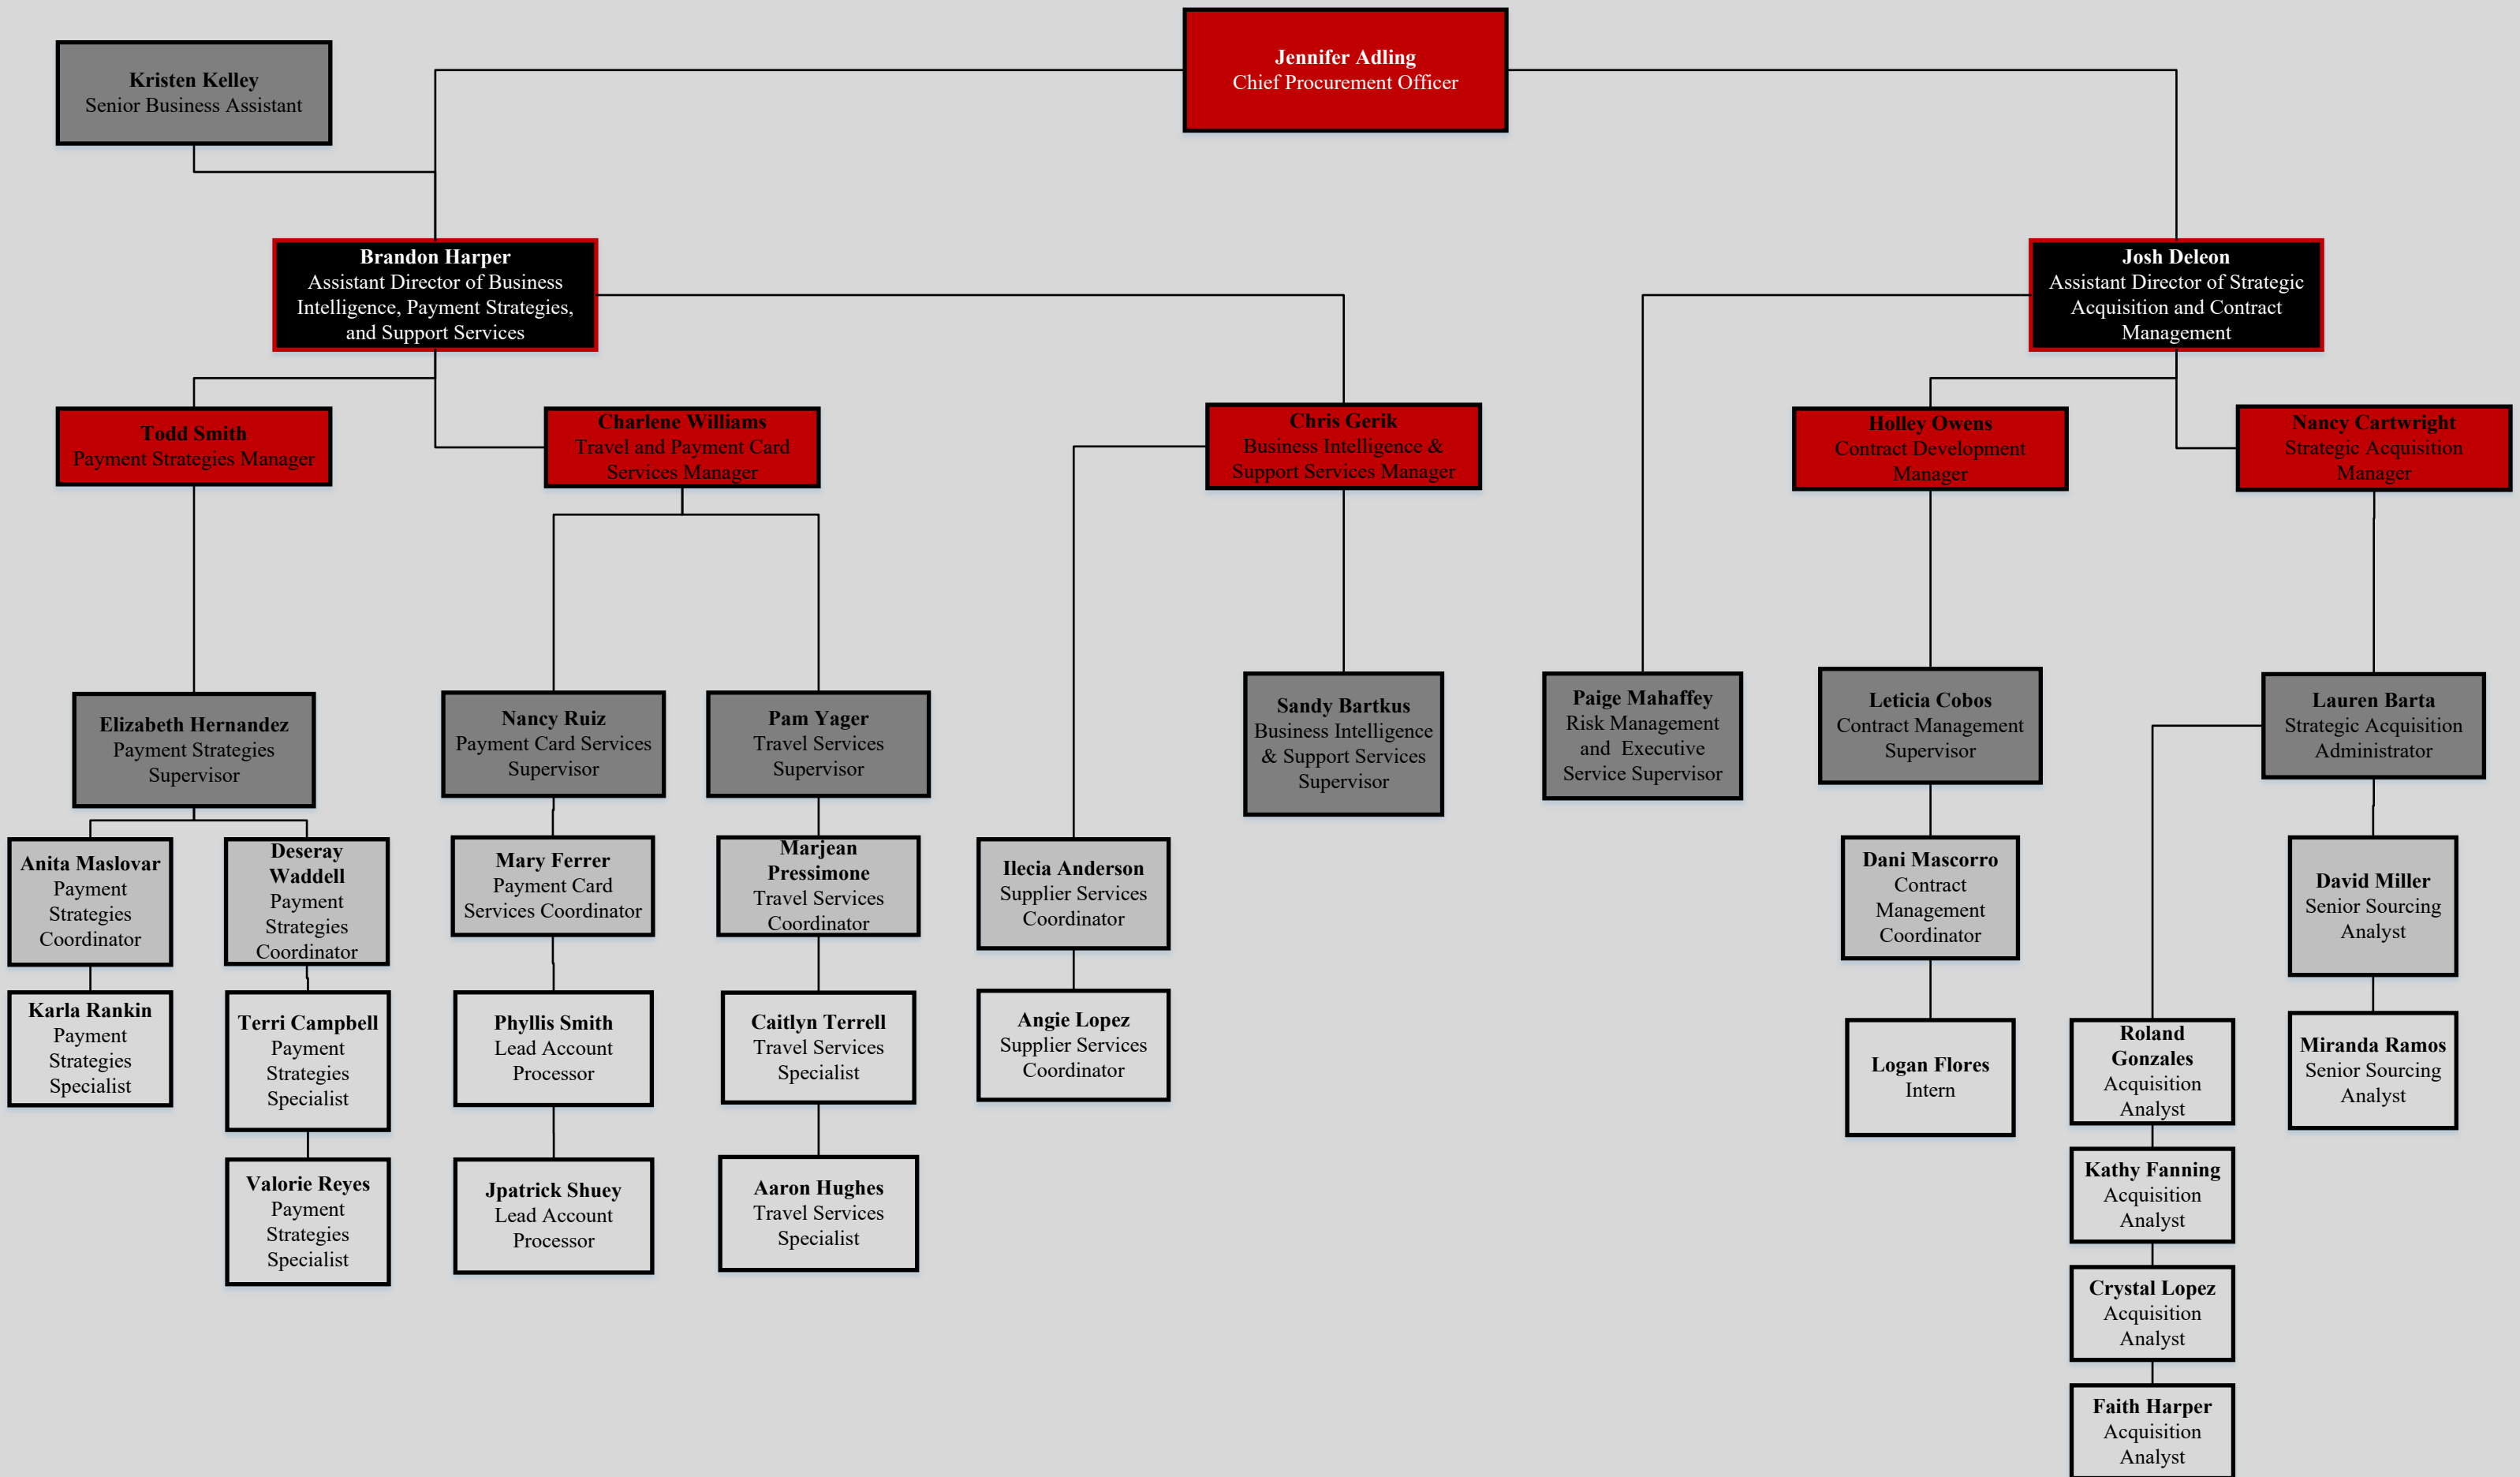 Jennifer Adling
Chief Procurement Officer
Kristen Kelley
Senior Business Assistant
Brandon Harper
Assistant Director of Business
Intelligence, Payment Strategies,
and Support Services
Josh Deleon
Assistant Director of Strategic
Acquisition and Contract
Management
Todd Smith
Payment Strategies Manager
Charlene Williams
Travel and Payment Card
Services Manager
Chris Gerik
Business Intelligence &
Support Services Manager
Holley Owens
Contract Development
Manager
Nancy Cartwright
Strategic Acquisition
Manager
Elizabeth Hernandez
Payment Strategies
Supervisor
Nancy Ruiz
Payment Card Services
Supervisor
Pam Yager
Travel Services
Supervisor
Sandy Bartkus
Business Intelligence
& Support Services
Supervisor
Paige Mahaffey
Risk Management
and  Executive
Service Supervisor
Leticia Cobos
Contract Management
Supervisor
Lauren Barta
Strategic Acquisition
Administrator
Anita Maslovar
Payment
Strategies
Coordinator
Deseray
Waddell
Payment
Strategies
Coordinator
Mary Ferrer
Payment Card
Services Coordinator
Marjean
Pressimone
Travel Services
Coordinator
Ilecia Anderson
Supplier Services
Coordinator
Dani Mascorro
Contract
Management
Coordinator
David Miller
Senior Sourcing
Analyst
Karla Rankin
Payment
Strategies
Specialist
Terri Campbell
Payment
Strategies
Specialist
Phyllis Smith
Lead Account
Processor
Caitlyn Terrell
Travel Services
Specialist
Angie Lopez
Supplier Services
Coordinator
Logan Flores
Intern
Roland
Gonzales
Acquisition
Analyst
Miranda Ramos
Senior Sourcing
Analyst
Valorie Reyes
Payment
Strategies
Specialist
Jpatrick Shuey
Lead Account
Processor
Aaron Hughes
Travel Services
Specialist
Kathy Fanning
Acquisition
Analyst
Crystal Lopez
Acquisition
Analyst
Faith Harper
Acquisition
Analyst